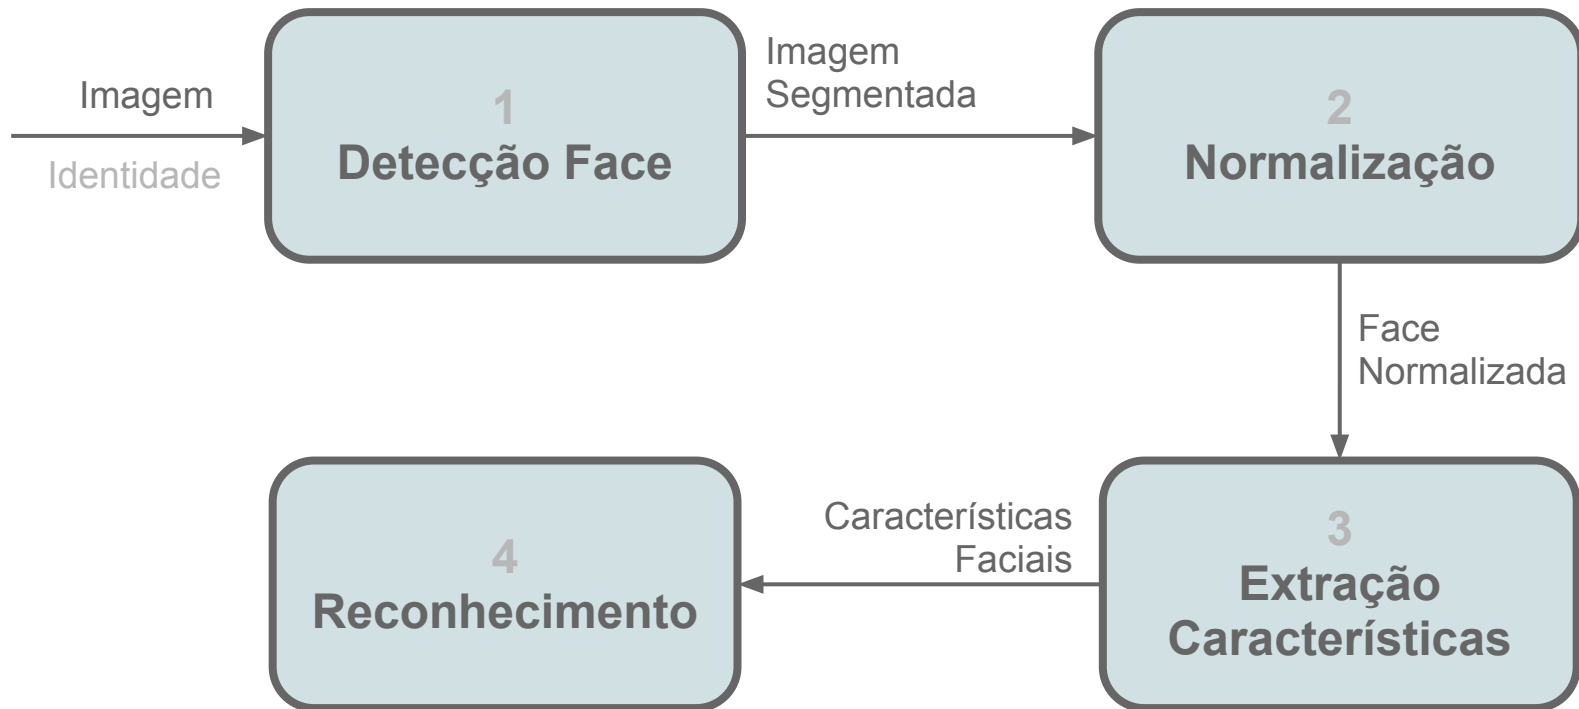 Imagem
Identidade
1
Detecção Face
Imagem
Segmentada
2
Normalização
Face
Normalizada
3
Extração
Características
Características
Faciais
4
Reconhecimento